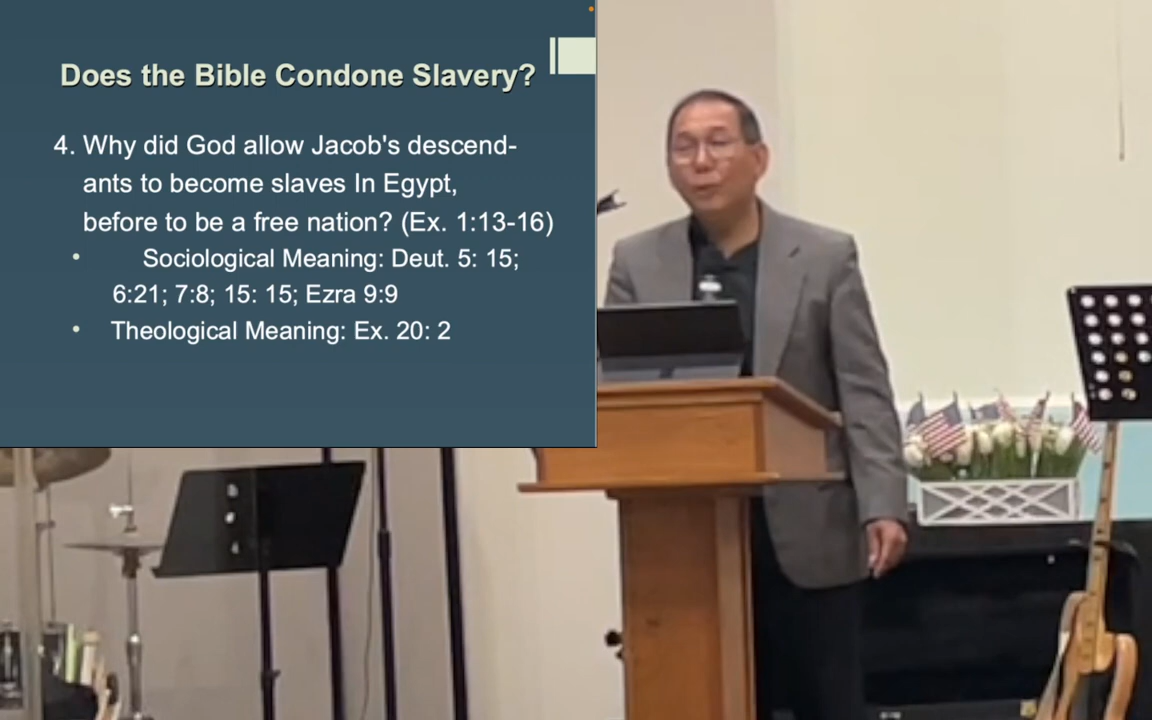 Does the Bible Condone Slavery?
4. Why did God allow Jacob's descend-
ants to become slaves In Egypt,
before to be a free nation? (Ex. 1:13-16)
• Sociological Meaning: Deut. 5: 15;
6:21; 7:8; 15: 15; Ezra 9:9
• Theological Meaning: Ex. 20: 2